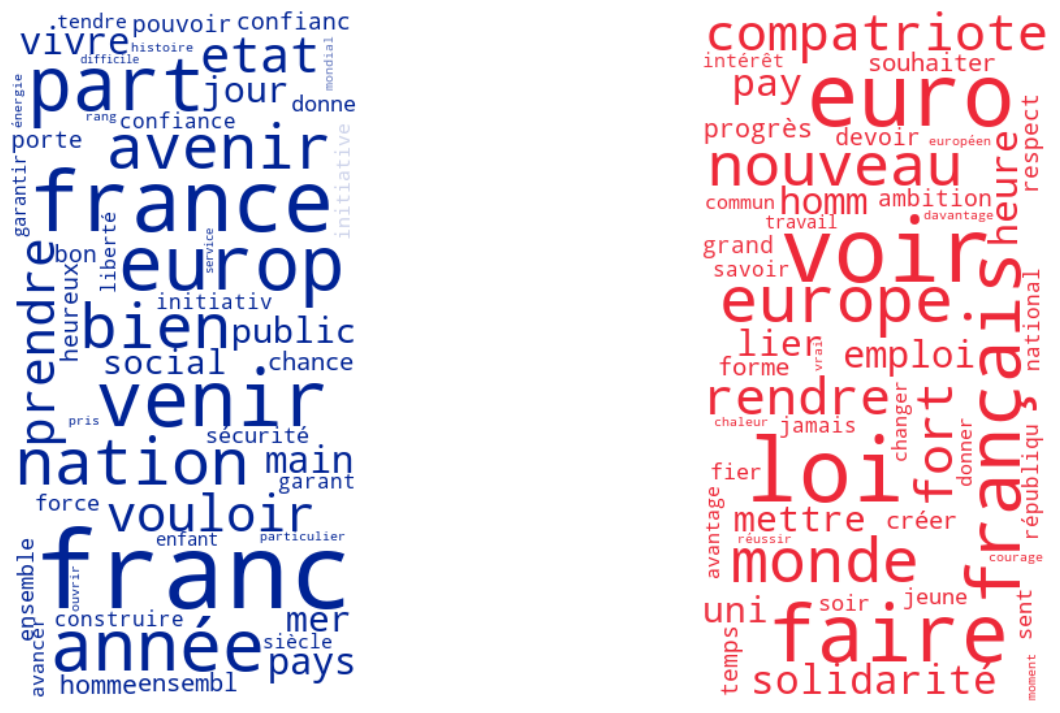 tendre pouvoir confianc
vivre histoire etat
difficile mondial
part jour donne
énergie
rang confiance
porte avenir
initiative
garantir france
liberté service
bon europ
prendre heureux
initiativ
bien public
social chance
venir
pris sécurité
nation main
garant
force vouloir
enfant particulier
franc
ensemble ouvrir
construire mer
année siècle
avancer pays
homme ensembl
compatriote
intérêt souhaiter
pay euro
respect
progrès devoir européen
nouveau heure
commun homm ambition
travail davantage
grand voir
savoir
europe français
national
lier vrai emploi
forme
rendre changer
chaleur jamais fort
donner
fier loi
républiqu
avantage mettre créer
réussir
monde courage
uni soir jeune
sent
faire
temps solidarité
moment